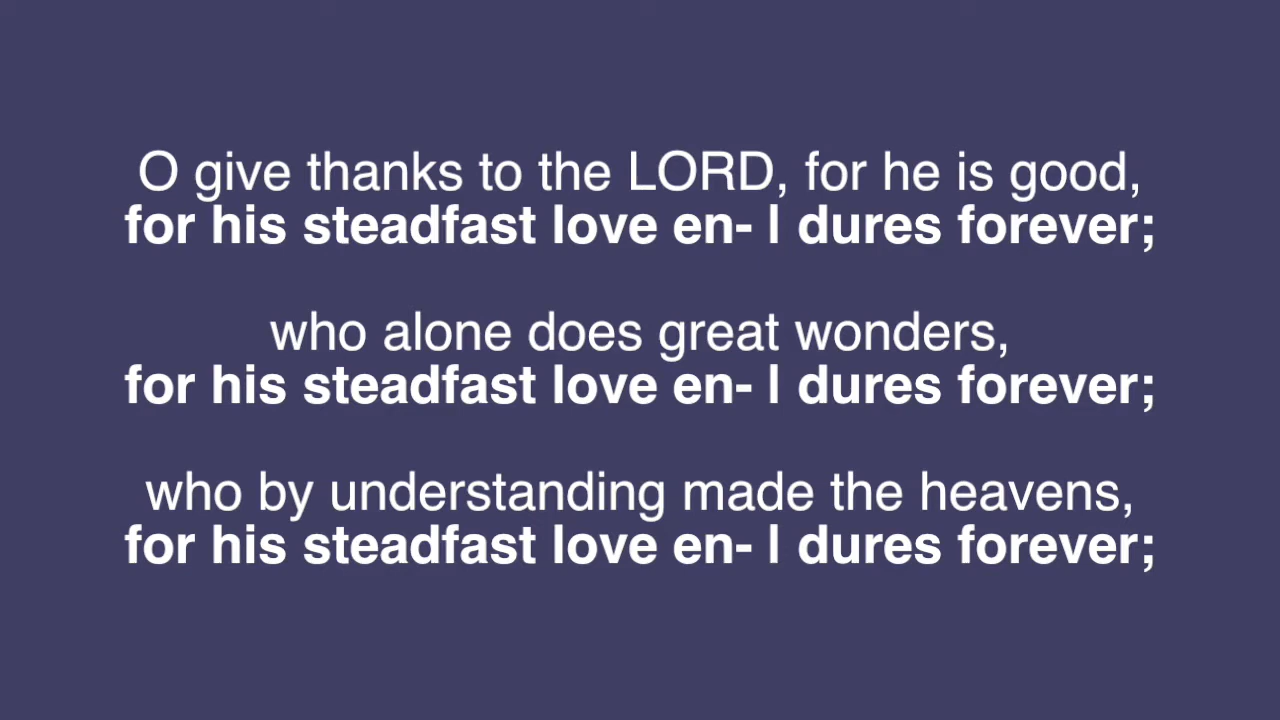 O give thanks to the LORD, for he is good,
for his steadfast love en- | dures forever;
who alone does great wonders,
for his steadfast love en- | dures forever;
who by understanding made the heavens,
for his steadfast love en- | dures forever;